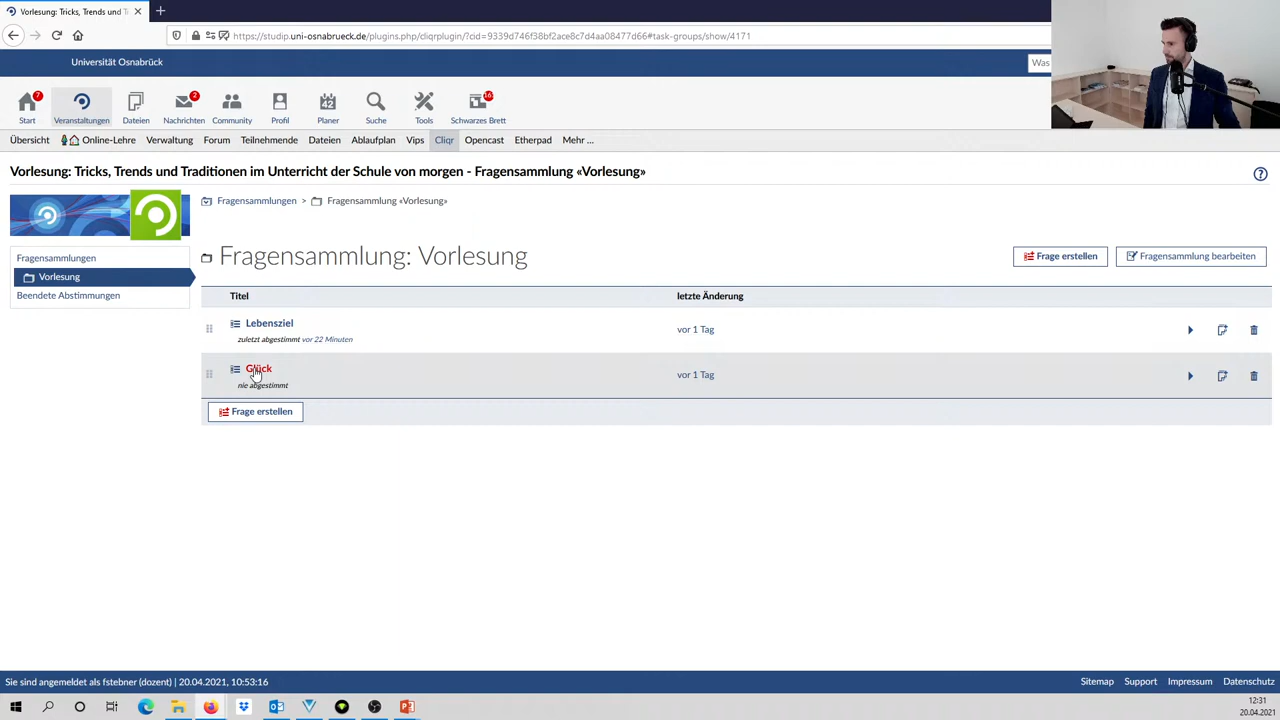 Vorlesung: Tricks, Trends und T
https://studip.uni-osnabrueck.de/plugins.php/cliqrplugin/?cid=9339d746f38bf2ace8c7d4aa08477d66#task-groups/show/4171
Universität Osnabrück
Was
7
2
42
16
Start
Veranstaltungen
Dateien
Nachrichten
Community
Profil
Planer
Suche
Tools
Schwarzes Brett
Übersicht
Online-Lehre
Verwaltung
Forum
Teilnehmende
Dateien
Ablaufplan
Vips
Cliqr
Opencast
Etherpad
Mehr ...
Vorlesung: Tricks, Trends und Traditionen im Unterricht der Schule von morgen - Fragensammlung «Vorlesung»
Fragensammlungen > Fragensammlung «Vorlesung»
Fragensammlungen
Vorlesung
Beendete Abstimmungen
Fragensammlung: Vorlesung
Frage erstellen
Fragensammlung bearbeiten
Titel
letzte Änderung
Lebensziel
zuletzt abgestimmt vor 22 Minuten
vor 1 Tag
Glück
nie abgestimmt
vor 1 Tag
Frage erstellen
Sie sind angemeldet als fstebner (dozent) | 20.04.2021, 10:53:16
Sitemap
Support
Impressum
Datenschutz
12:31
20.04.2021